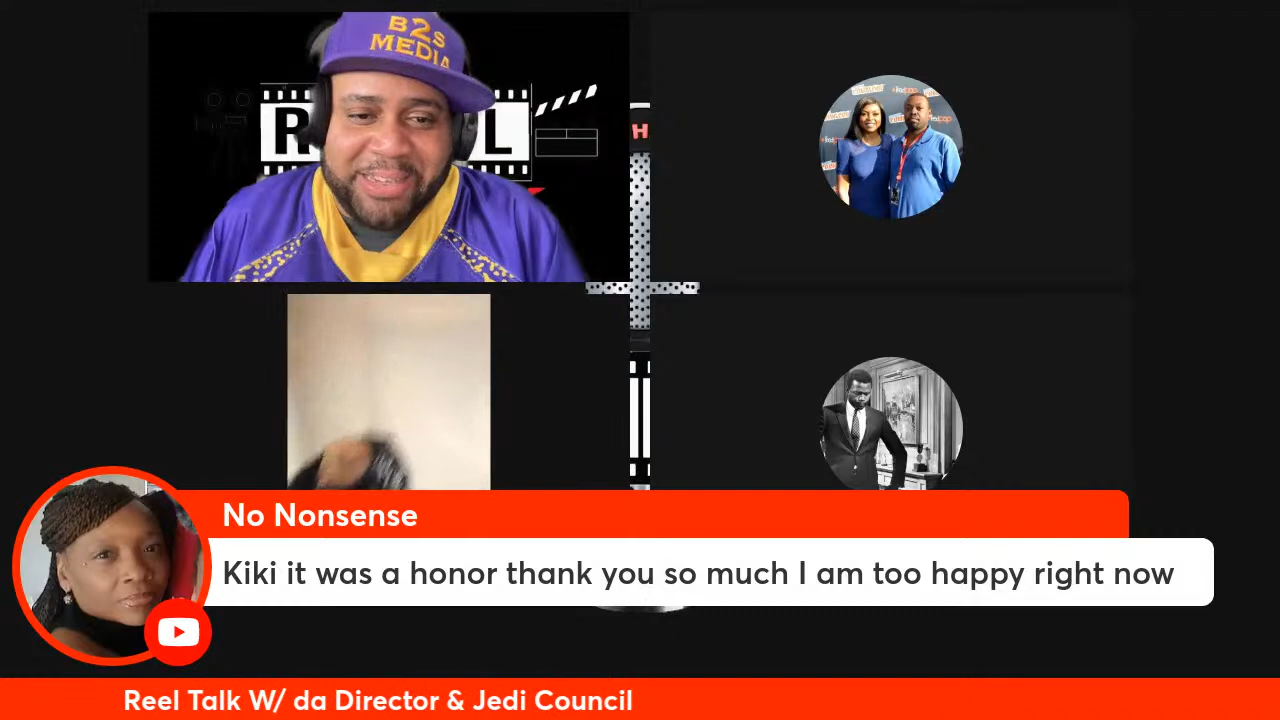 B2S
MEDIA
R
L
H
No Nonsense
Kiki it was a honor thank you so much I am too happy right now
Reel Talk W/ da Director & Jedi Council